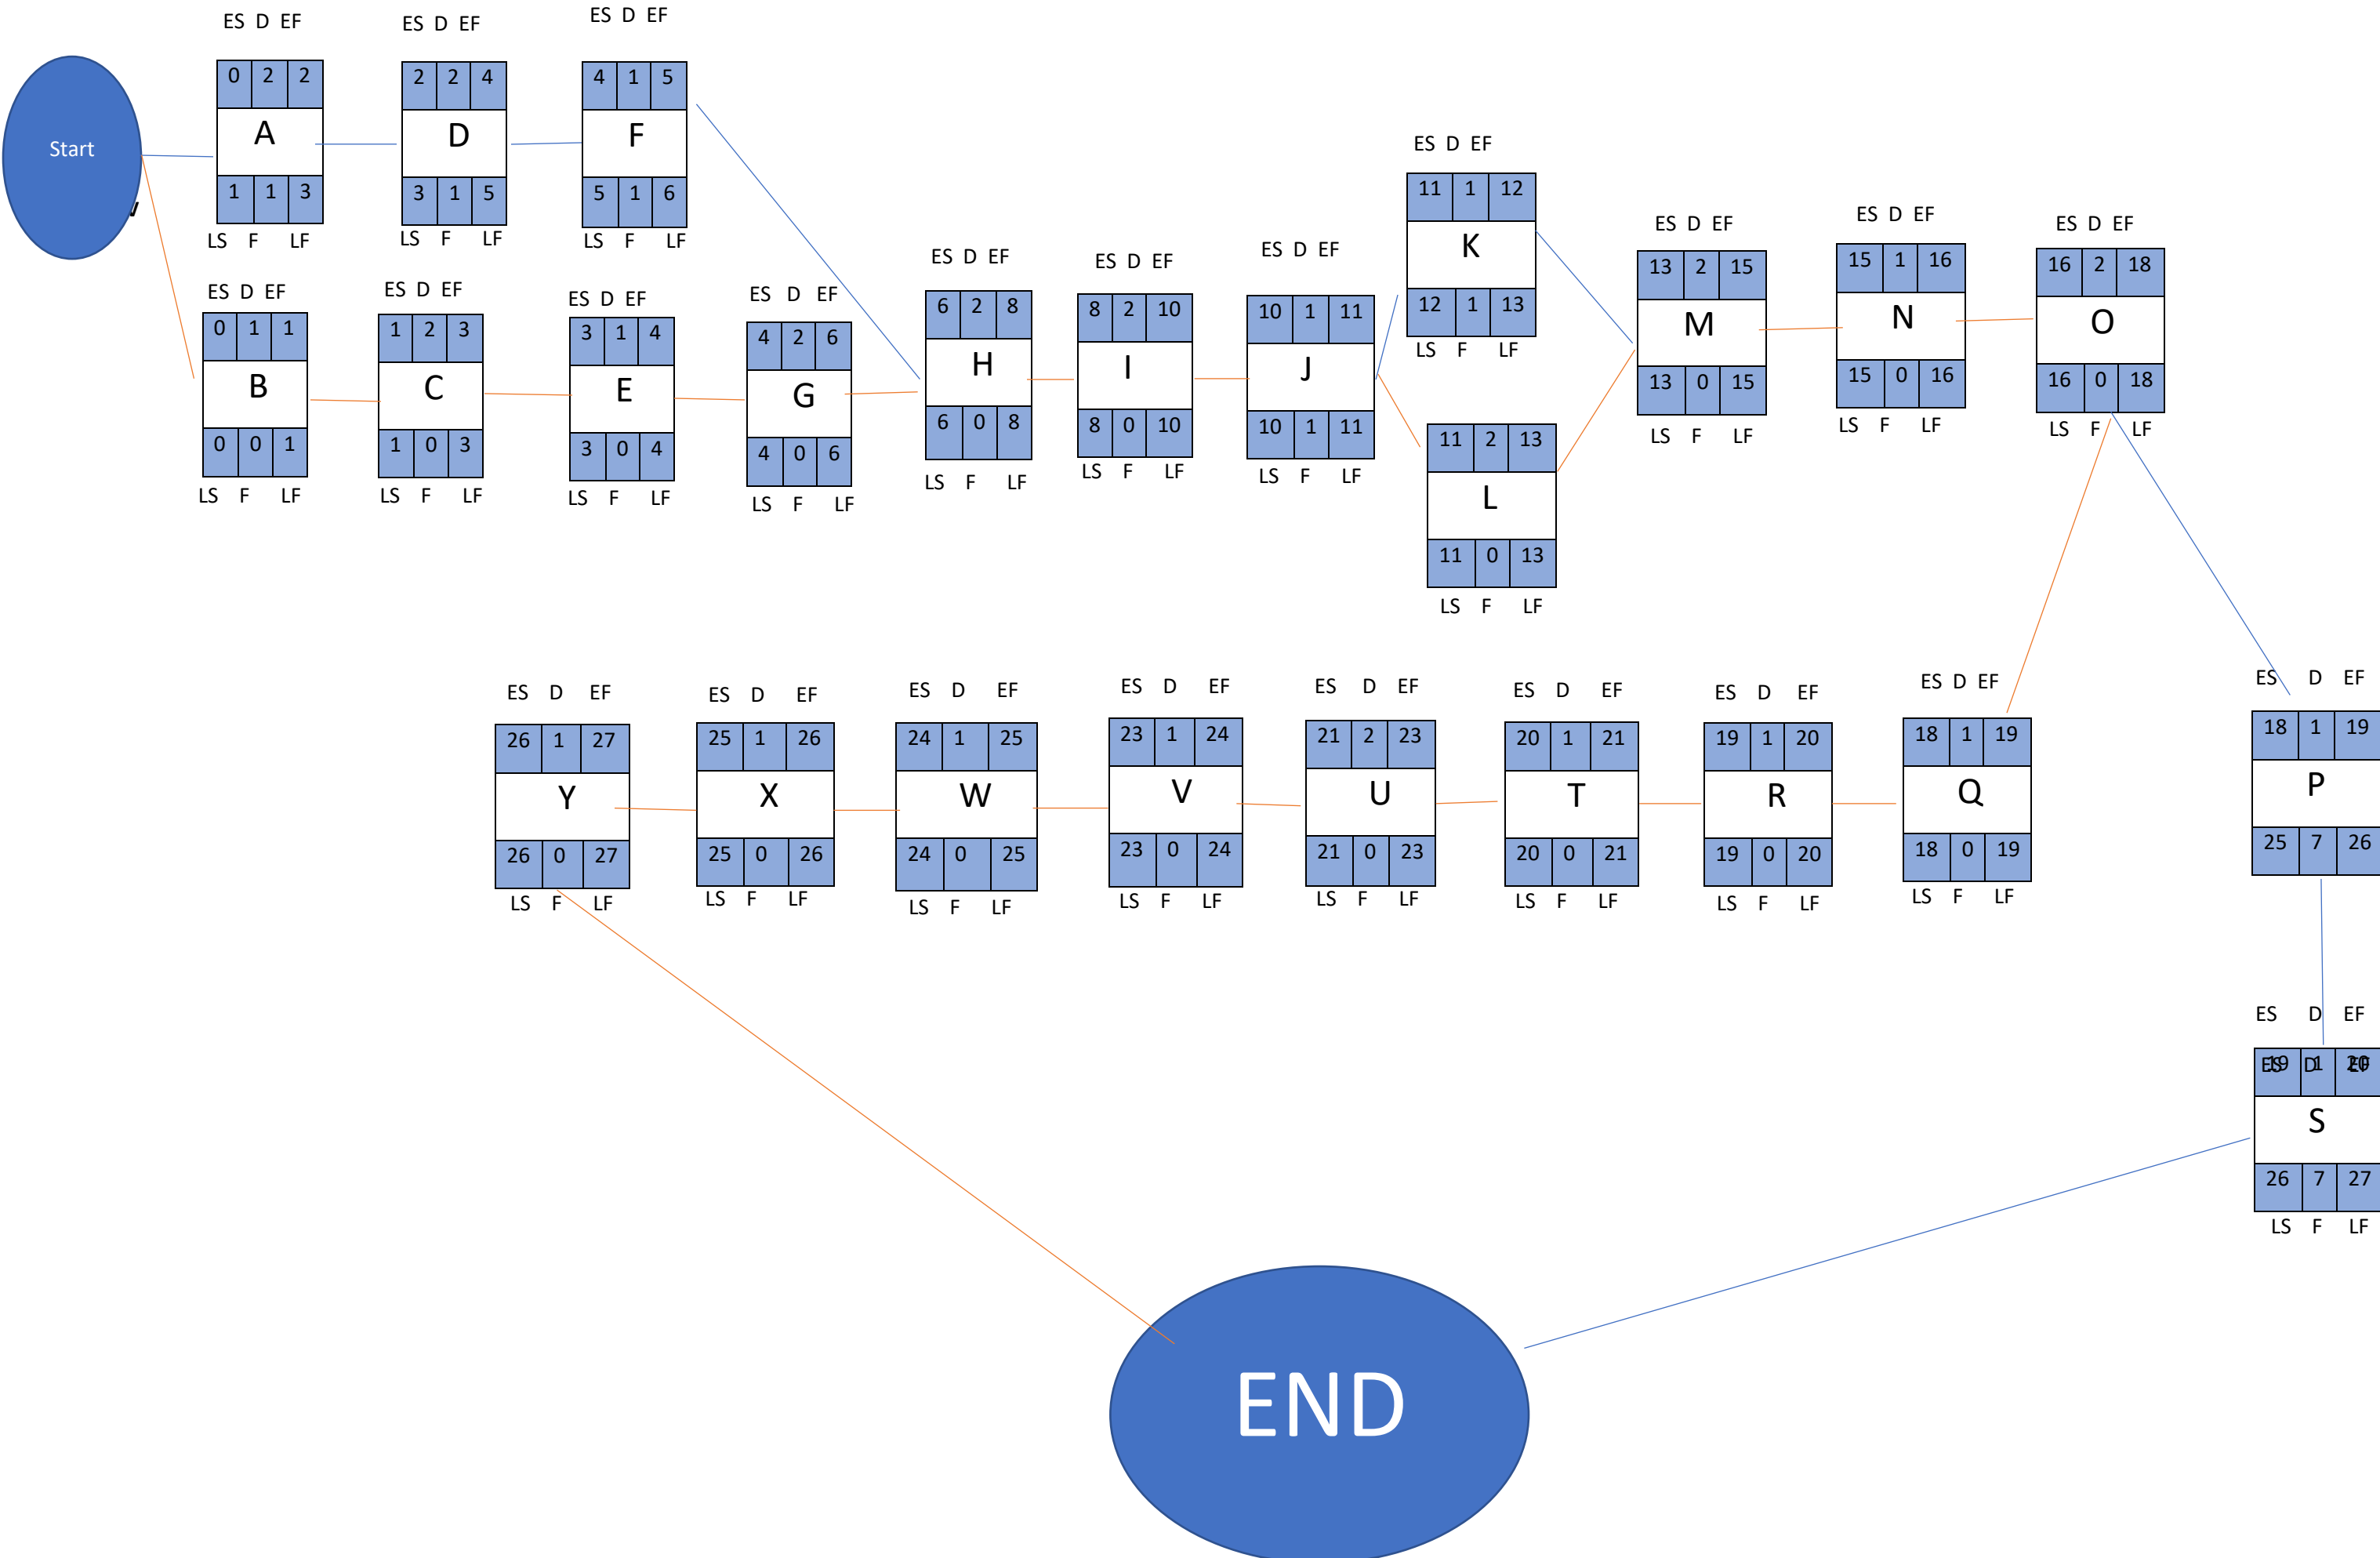 ES D EF
ES D EF
ES D EF
Start
0 2 2
A
1 1 3
LS F LF
2 2 4
D
3 1 5
LS F LF
4 1 5
F
5 1 6
LS F LF
ES D EF
0 1 1
B
0 0 1
LS F LF
ES D EF
1 2 3
C
1 0 3
LS F LF
ES D EF
3 1 4
E
3 0 4
LS F LF
ES D EF
4 2 6
G
4 0 6
LS F LF
ES D EF
6 2 8
H
6 0 8
LS F LF
ES D EF
8 2 10
I
8 0 10
LS F LF
ES D EF
10 1 11
J
10 1 11
LS F LF
ES D EF
11 1 12
K
12 1 13
LS F LF
11 2 13
L
11 0 13
LS F LF
ES D EF
13 2 15
M
13 0 15
LS F LF
ES D EF
15 1 16
N
15 0 16
LS F LF
ES D EF
16 2 18
O
16 0 18
LS F LF
ES D EF
26 1 27
Y
26 0 27
LS F LF
ES D EF
25 1 26
X
25 0 26
LS F LF
ES D EF
24 1 25
W
24 0 25
LS F LF
ES D EF
23 1 24
V
23 0 24
LS F LF
ES D EF
21 2 23
U
21 0 23
LS F LF
ES D EF
20 1 21
T
20 0 21
LS F LF
ES D EF
19 1 20
R
19 0 20
LS F LF
ES D EF
18 1 19
Q
18 0 19
LS F LF
ES D EF
18 1 19
P
25 7 26
ES D EF
19 1 20
ES D EF
S
26 7 27
LS F LF
END